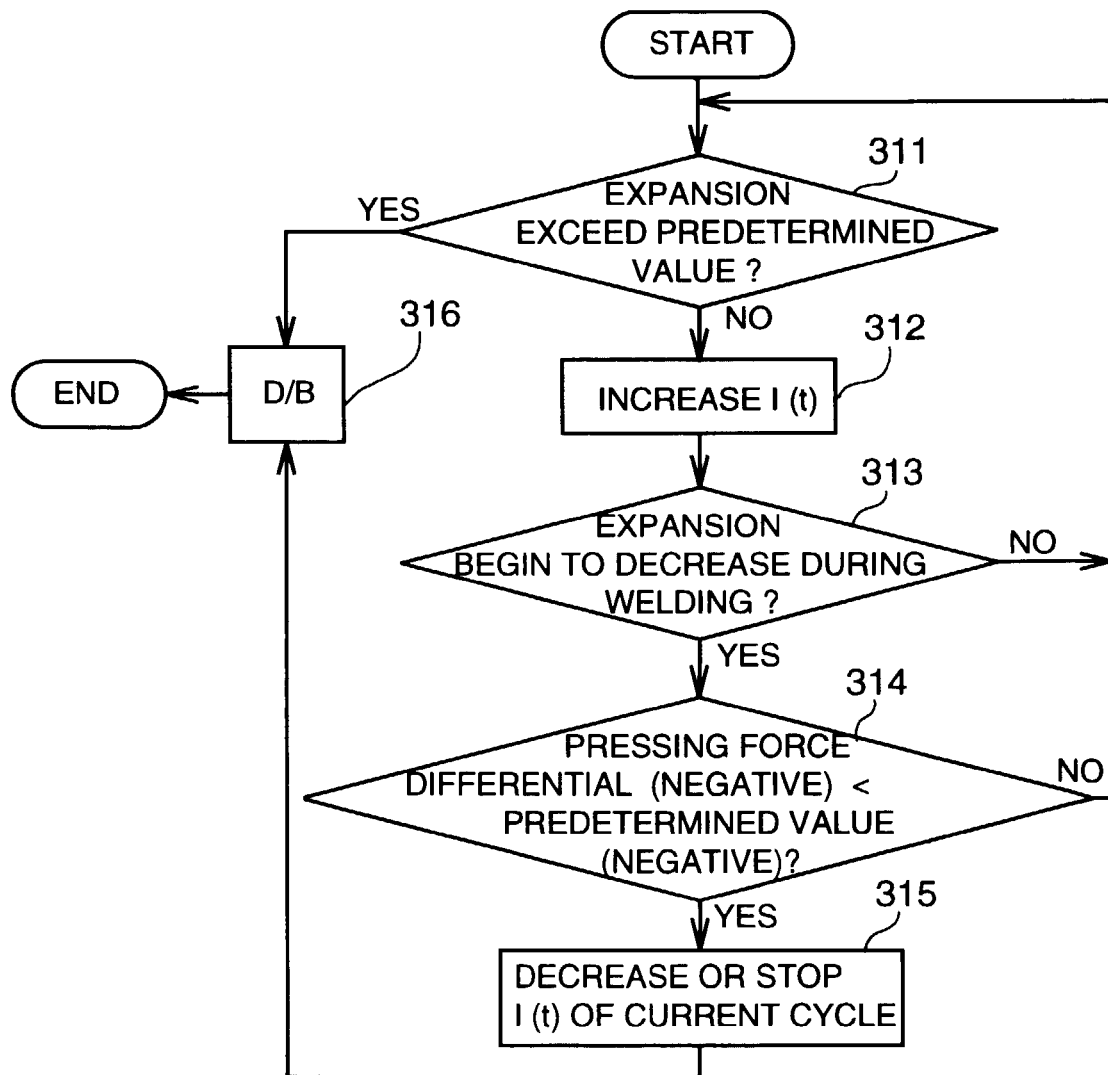 START
311
EXPANSION
EXCEED PREDETERMINED
VALUE ?
YES
NO
316
312
END
D/B
INCREASE I (t)
313
EXPANSION
BEGIN TO DECREASE DURING
WELDING ?
NO
YES
314
PRESSING FORCE
DIFFERENTIAL (NEGATIVE) <
PREDETERMINED VALUE
(NEGATIVE)?
NO
YES
315
DECREASE OR STOP
I (t) OF CURRENT CYCLE